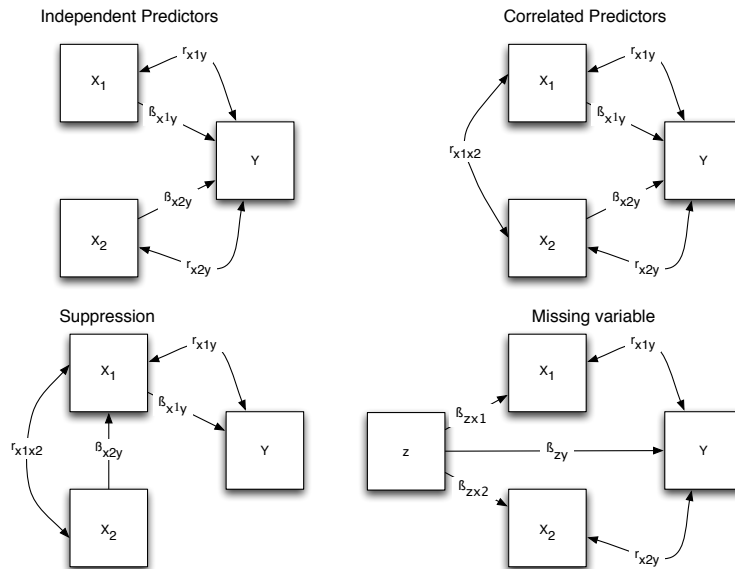 Independent Predictors
X1
rx1y
ßx1y
Y
ßx2y
X2
rx2y
Correlated Predictors
X1
rx1y
ßx1y
rx1x2
Y
ßx2y
X2
rx2y
Suppression
X1
rx1y
ßx1y
rx1x2
ßx2y
Y
X2
Missing variable
X1
rx1y
ßzx1
z
ßzy
Y
ßzx2
X2
rx2y